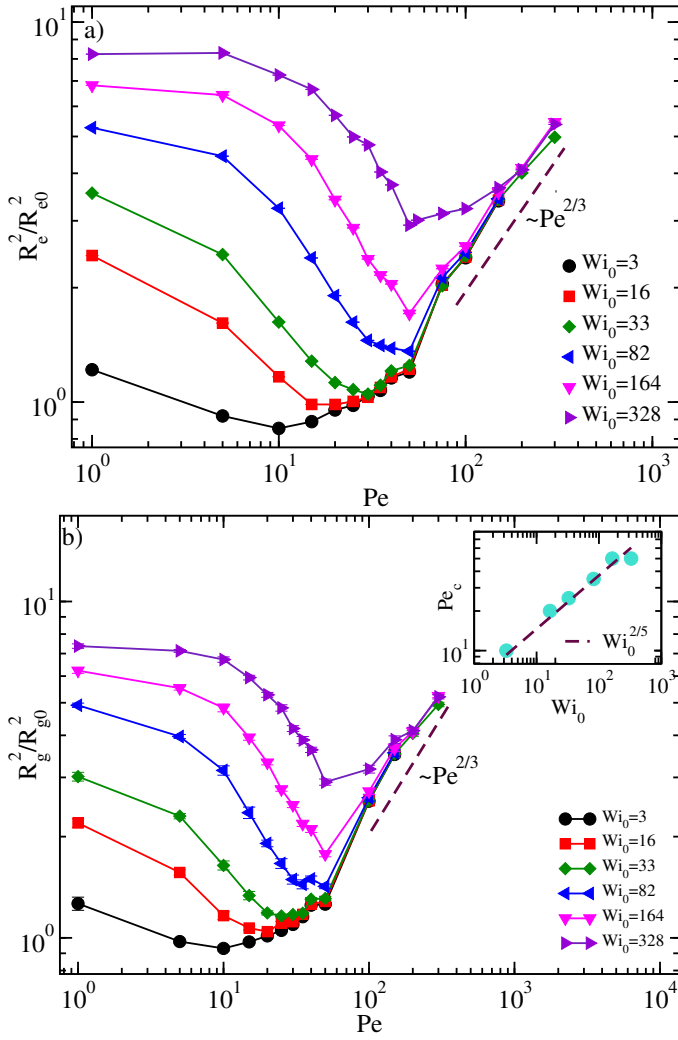 a)
10^1
R_e^2/R_e0^2
10^0
~Pe^2/3
Wi_0=3
Wi_0=16
Wi_0=33
Wi_0=82
Wi_0=164
Wi_0=328
10^0 10^1 10^2 10^3
Pe
b)
10^1
R_g^2/R_g0^2
10^0
Pe_c
10^1
Wi_0^2/5
10^0 10^1 10^2 10^3
Wi_0
~Pe^2/3
Wi_0=3
Wi_0=16
Wi_0=33
Wi_0=82
Wi_0=164
Wi_0=328
10^0 10^1 10^2 10^3 10^4
Pe